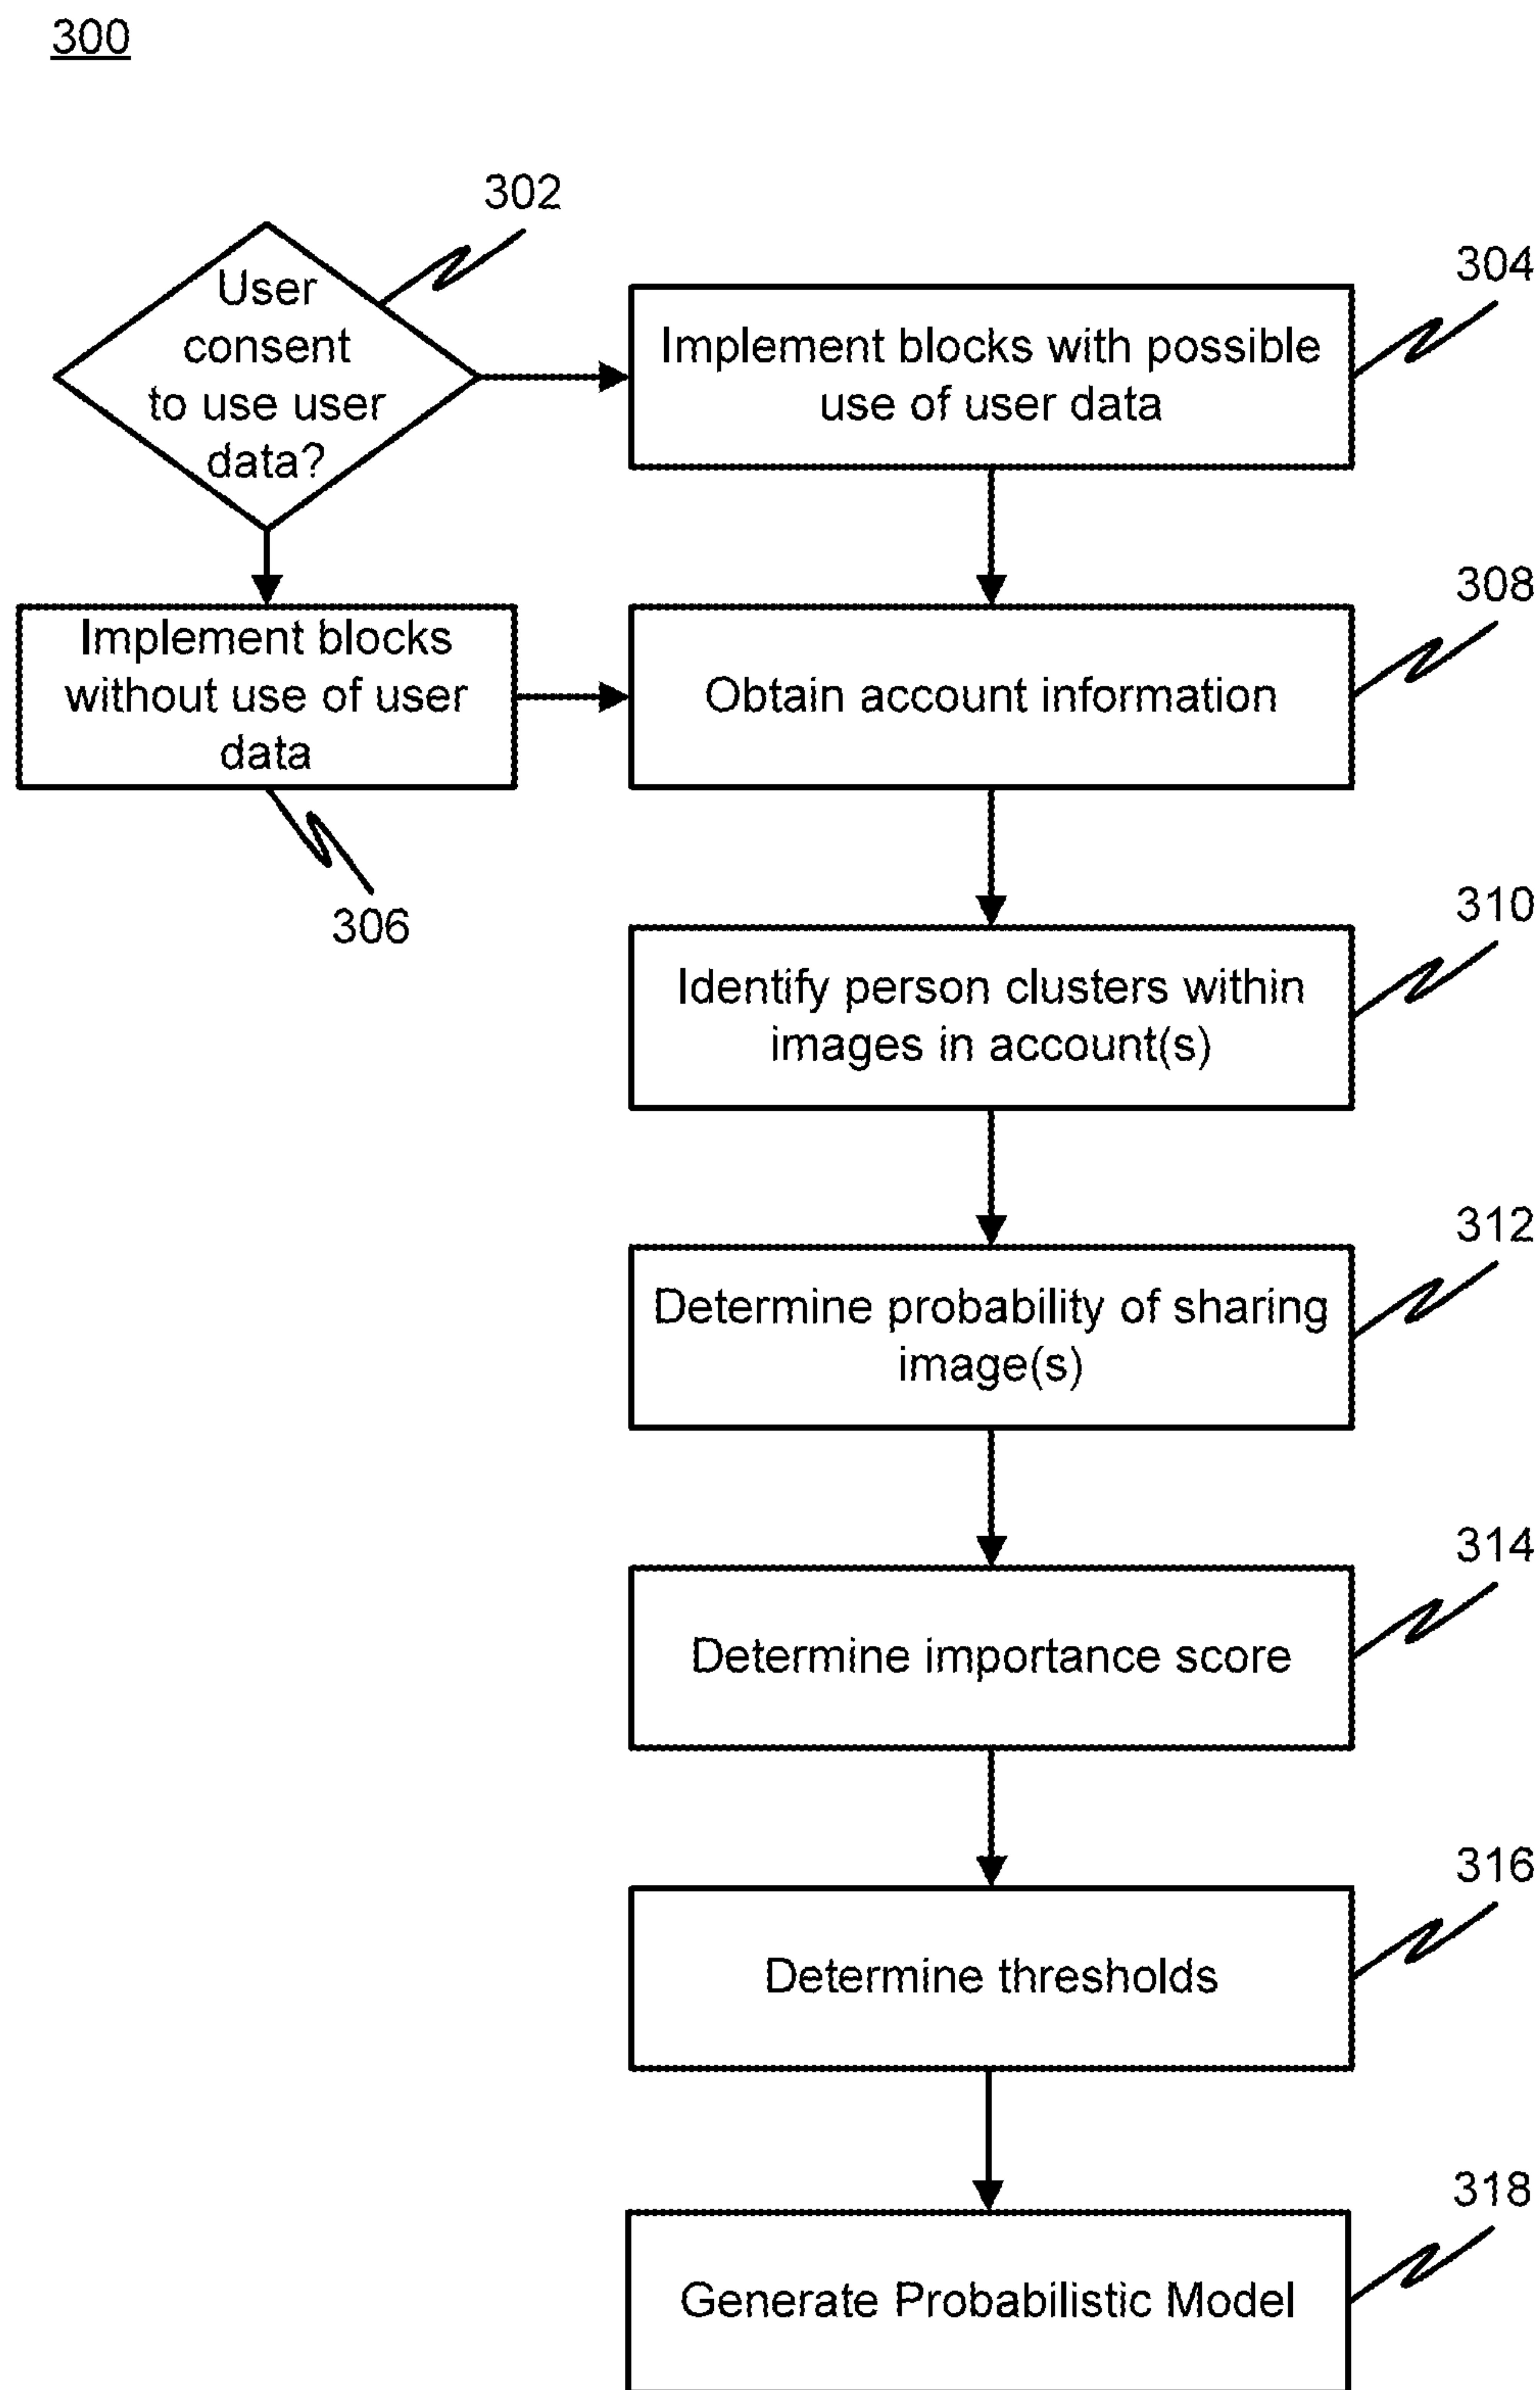 300
302
User
consent
to use user
data?
304
Implement blocks with possible
use of user data
Implement blocks
without use of user
data
306
308
Obtain account information
310
Identify person clusters within
images in account(s)
312
Determine probability of sharing
image(s)
314
Determine importance score
316
Determine thresholds
318
Generate Probabilistic Model